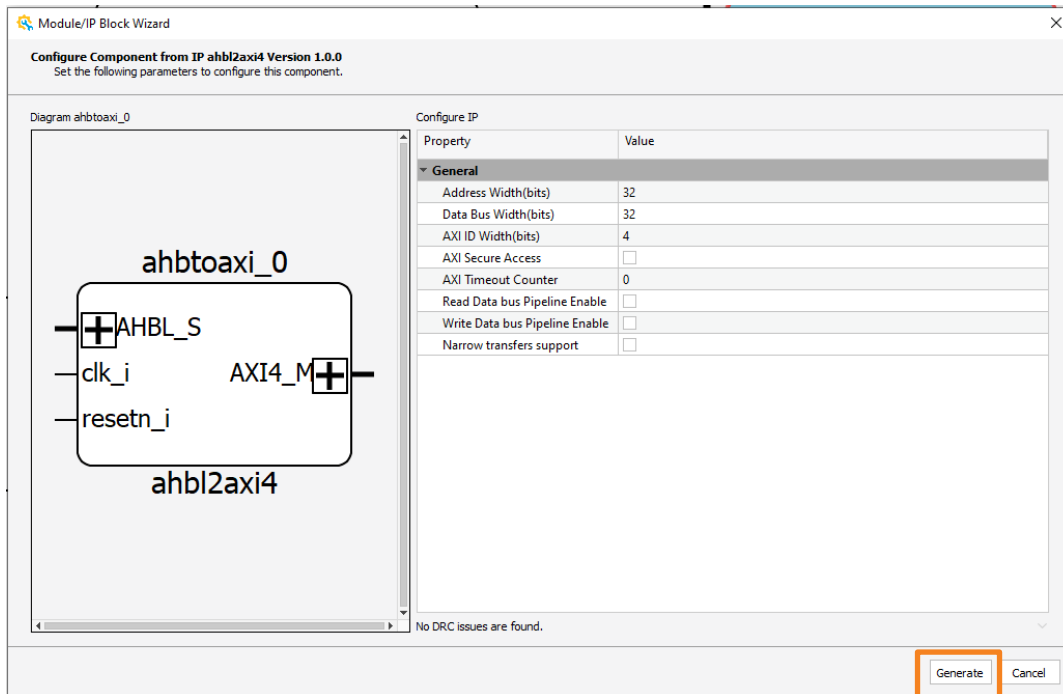 Module/IP Block Wizard
Configure Component from IP ahbl2axi4 Version 1.0.0
Set the following parameters to configure this component.
Diagram ahbtoaxi_0
ahbtoaxi_0
AHBL_S
clk_i
AXI4_M
resetn_i
ahbl2axi4
Configure IP
Property Value
General
Address Width(bits) 32
Data Bus Width(bits) 32
AXI ID Width(bits) 4
AXI Secure Access
AXI Timeout Counter 0
Read Data bus Pipeline Enable
Write Data bus Pipeline Enable
Narrow transfers support
No DRC issues are found.
Generate Cancel